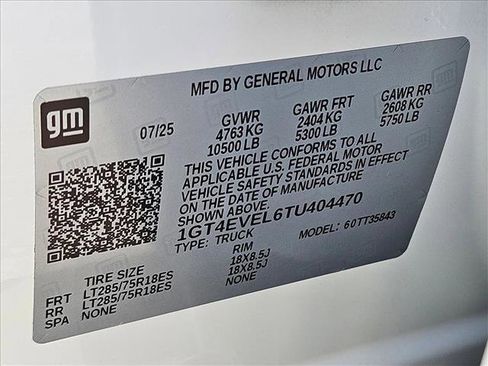 MFD BY GENERAL MOTORS LLC
gm
07/25
GVWR GAWR FRT GAWR RR
4763 KG 2404 KG 2608 KG
10500 LB 5300 LB 5750 LB
THIS VEHICLE CONFORMS TO ALL
APPLICABLE U.S. FEDERAL MOTOR
VEHICLE SAFETY STANDARDS IN EFFECT
ON THE DATE OF MANUFACTURE
SHOWN ABOVE.
1GT4EVEL6TU404470
TYPE: TRUCK MODEL: 60TT35843
TIRE SIZE RIM
FRT LT285/75R18ES 18X8.5J
RR LT285/75R18ES 18X8.5J
SPA NONE NONE